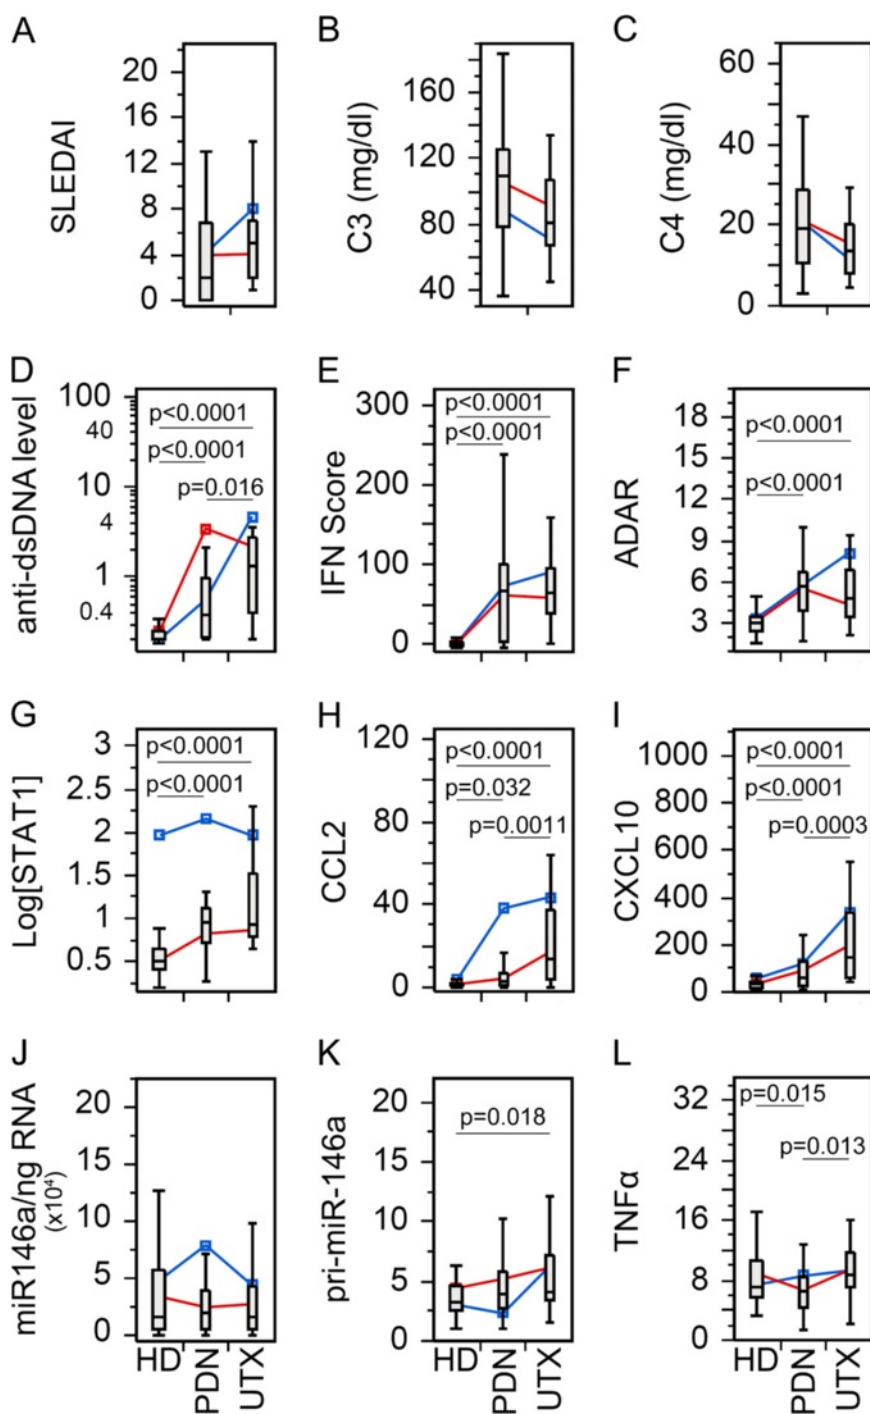 A
SLEDAI
20
16
12
8
4
0
B
C3 (mg/dl)
160
120
80
40
C
C4 (mg/dl)
60
40
20
0
D
anti-dsDNA level
100
40
10
4
1
0.4
p<0.0001
p<0.0001
p=0.016
E
IFN Score
300
200
100
0
p<0.0001
p<0.0001
F
ADAR
18
15
12
9
6
3
p<0.0001
p<0.0001
G
Log[STAT1]
3
2.5
2
1.5
1
0.5
p<0.0001
p<0.0001
H
CCL2
120
80
40
0
p<0.0001
p=0.032
p=0.0011
I
CXCL10
1000
800
600
400
200
0
p<0.0001
p<0.0001
p=0.0003
J
miR146a/ng RNA
(x10⁴)
20
15
10
5
0
HD
PDN
UTX
K
pri-miR-146a
20
15
10
5
0
p=0.018
HD
PDN
UTX
L
TNFα
32
24
16
8
0
p=0.015
p=0.013
HD
PDN
UTX